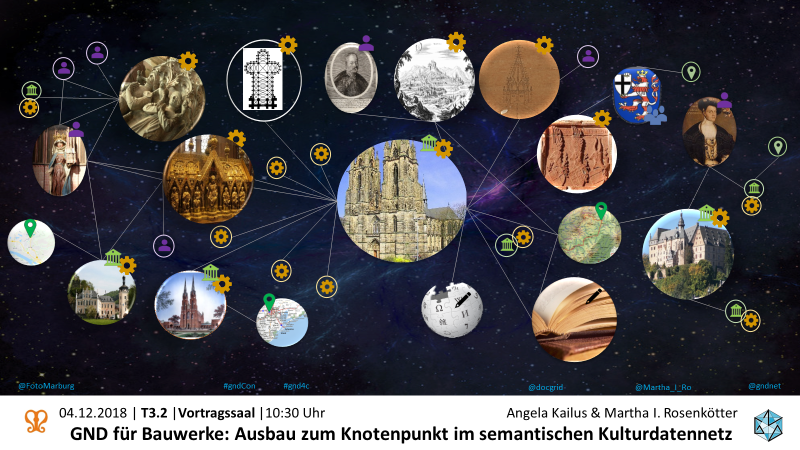 @FotoMarburg #gndCon #gnd4c @docgrid- @Martha_I_Ro @gndnet
04.12.2018 | T3.2 |Vortragssaal |10:30 Uhr Angela Kailus & Martha I. Rosenkötter
GND für Bauwerke: Ausbau zum Knotenpunkt im semantischen Kulturdatennetz